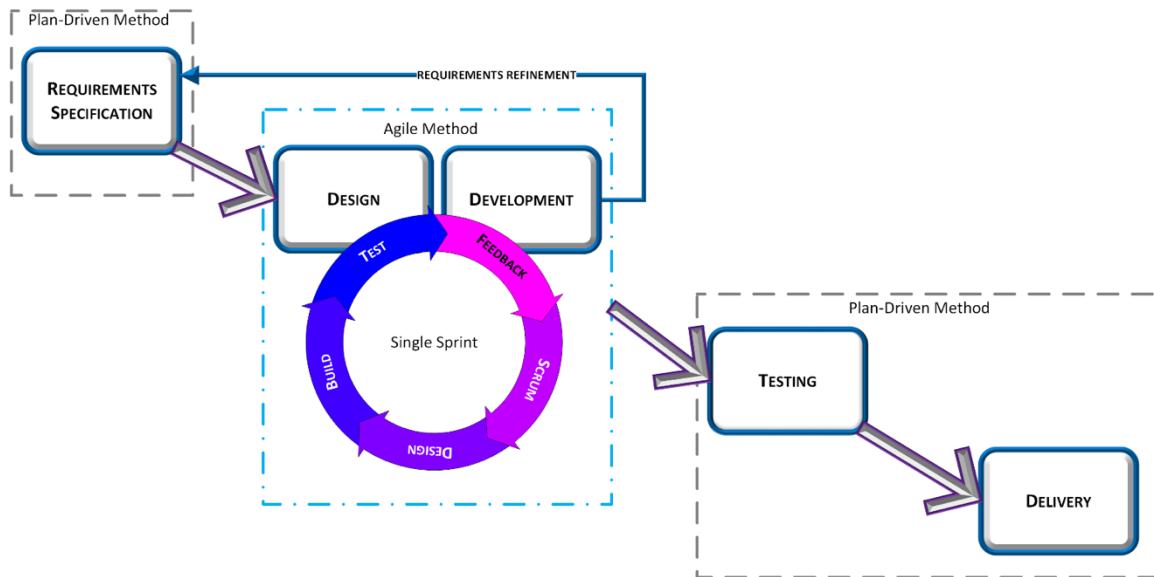 Plan-Driven Method
REQUIREMENTS
SPECIFICATION
REQUIREMENTS REFINEMENT
Agile Method
DESIGN
DEVELOPMENT
TEST
FEEDBACK
Single Sprint
BUILD
SCRUM
DESIGN
Plan-Driven Method
TESTING
DELIVERY